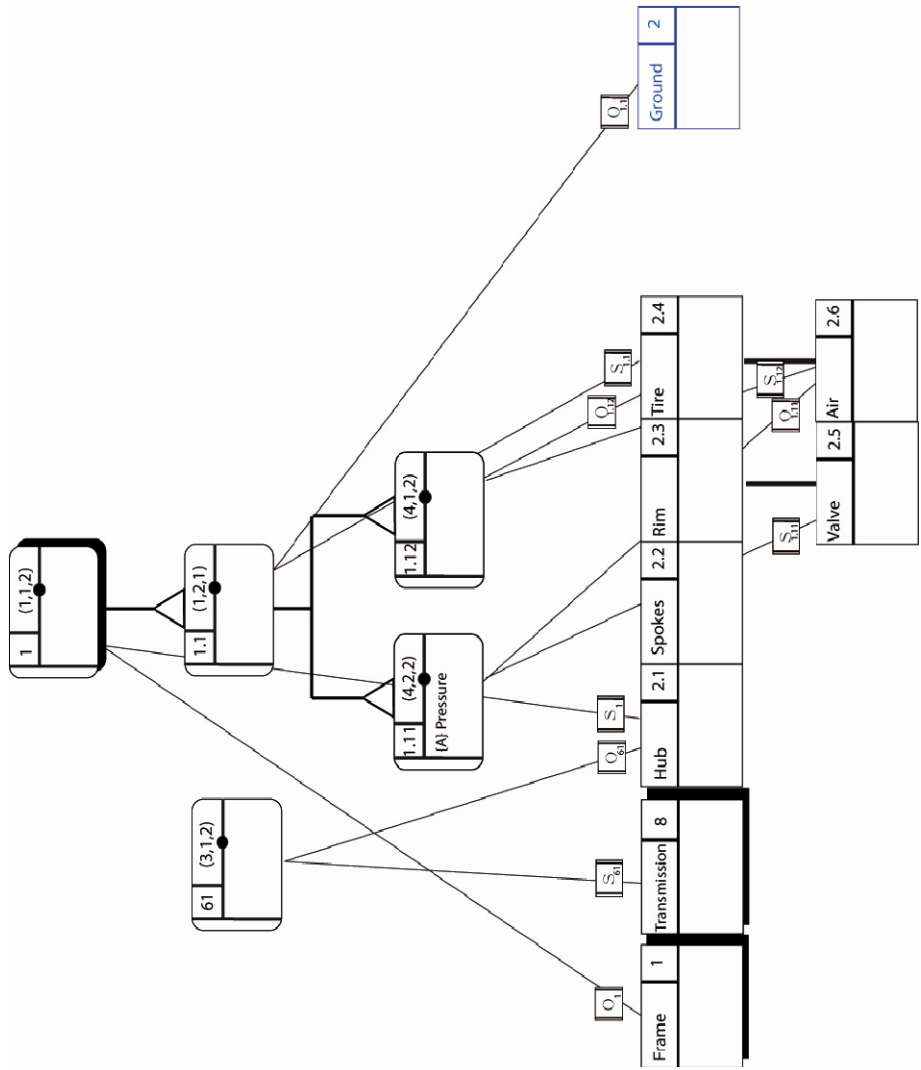 1 (1,1,2)
1.1 (1,2,1)
61 (3,1,2)
1.11 (4,2,2)
{A} Pressure
1.12 (4,1,2)
O1
S61
O61
S1
O1.12
S1.1
O1.1
Frame 1
Transmission 8
Hub 2.1
Spokes 2.2
Rim 2.3
Tire 2.4
Ground 2
S1.11
O1.11
S1.12
Valve 2.5
Air 2.6